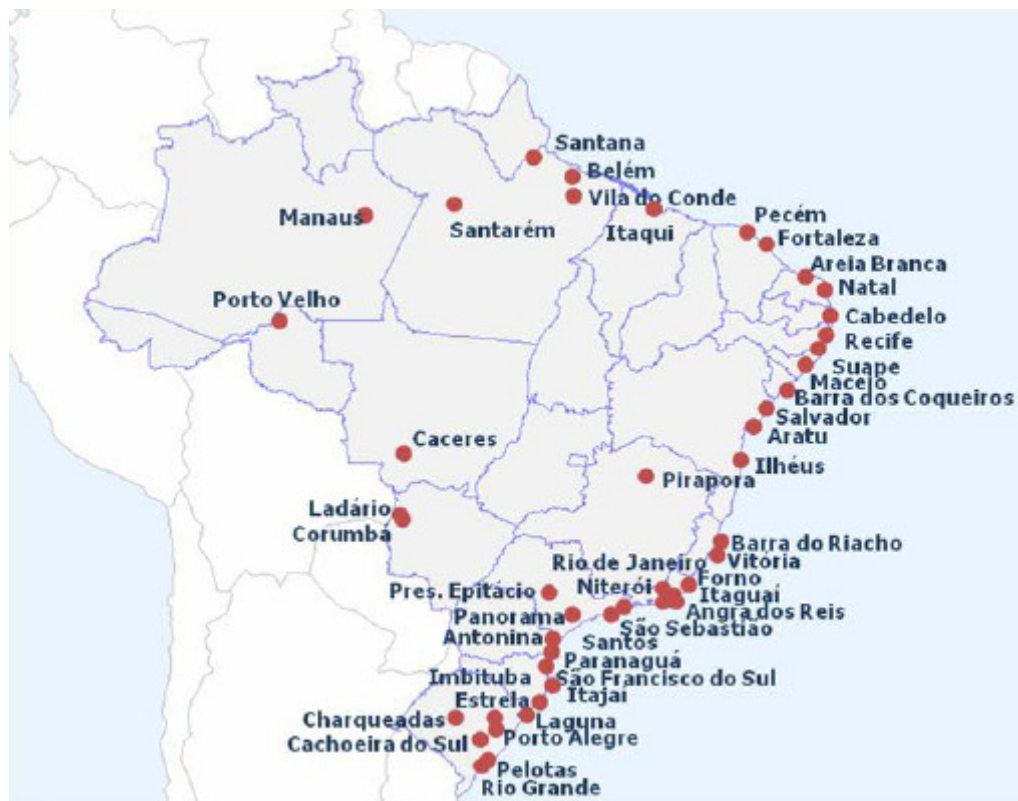 Santana
Belém
Vila do Conde
Manaus
Santarém
Itaqui
Pecém
Fortaleza
Areia Branca
Natal
Porto Velho
Cabedelo
Recife
Suape
Macejo
Barra dos Coqueiros
Salvador
Aratu
Caceres
Ilhéus
Pirapora
Ladário
Corumbá
Barra do Riacho
Vitória
Rio de Janeiro
Forno
Niterói
Pres. Epitácio
Itaguaí
Angra dos Reis
Panorama
São Sebastião
Antonina
Santos
Paranaguá
Imbituba
São Francisco do Sul
Itajaí
Estrela
Laguna
Charqueadas
Porto Alegre
Cachoeira do Sul
Pelotas
Rio Grande